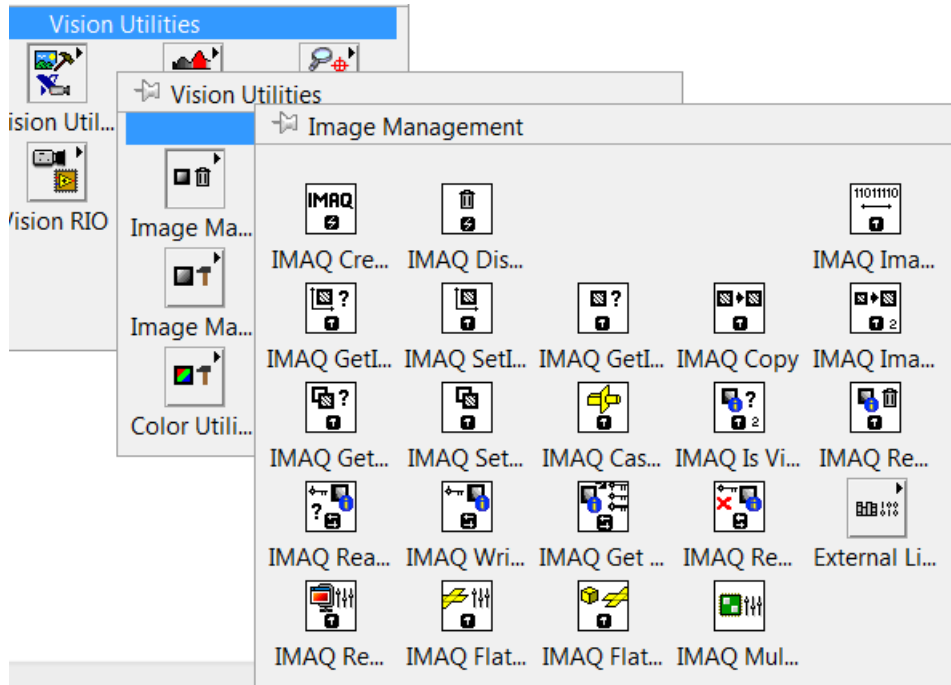 Vision Utilities
ision Util...
Vision RIO
Vision Utilities
Image Ma...
Image Ma...
Color Utili...
Image Management
IMAQ
11011110
IMAQ Cre... IMAQ Dis... IMAQ Ima...
? ?
2
IMAQ GetI... IMAQ SetI... IMAQ GetI... IMAQ Copy IMAQ Ima...
? ?
2
IMAQ Get... IMAQ Set... IMAQ Cas... IMAQ Is Vi... IMAQ Re...
?
IMAQ Rea... IMAQ Wri... IMAQ Get ... IMAQ Re... External Li...
IMAQ Re... IMAQ Flat... IMAQ Flat... IMAQ Mul...